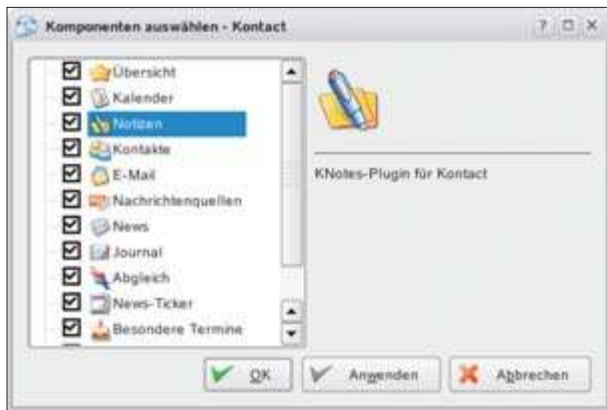 Komponenten auswählen - Kontact
Übersicht
Kalender
Notizen
Kontakte
E-Mail
Nachrichtenquellen
News
Journal
Abgleich
News-Ticker
Besondere Termine
KNotes-Plugin für Kontact
OK
Anwenden
Abbrechen